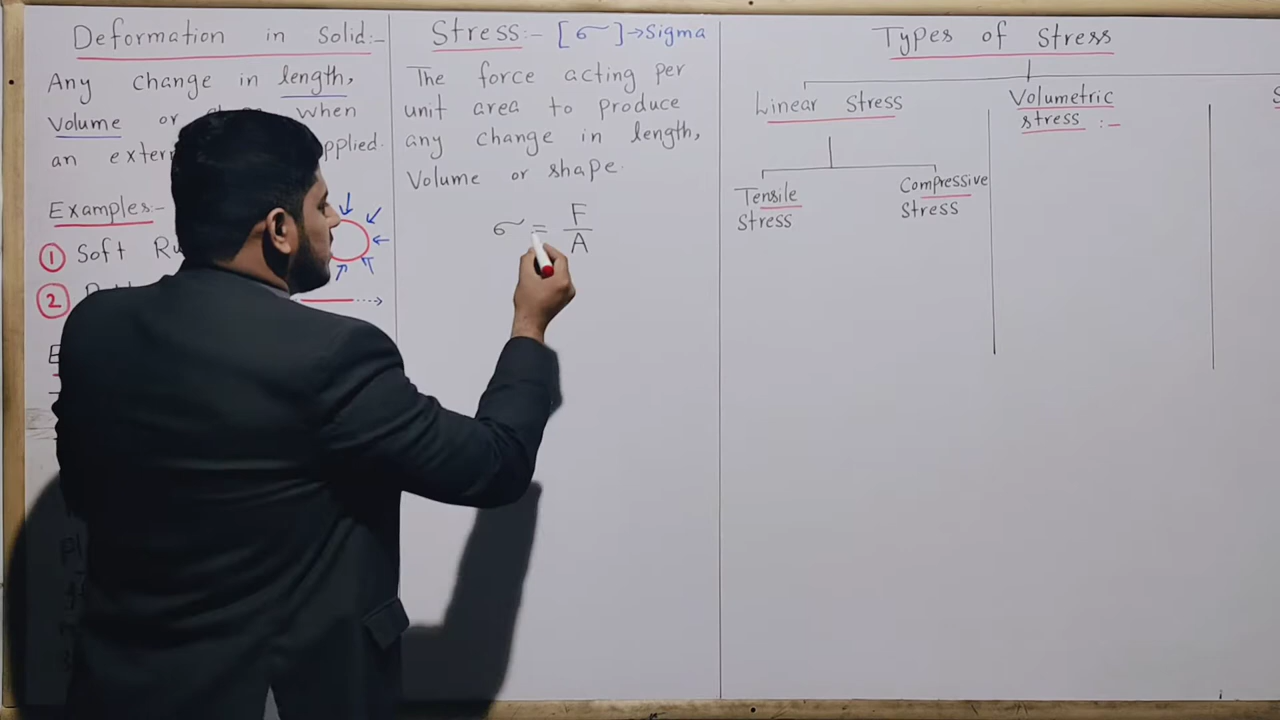 Deformation in Solid:-
Any change in length,
Volume or when
an applied.
Examples:-
① Soft
②
Stress:- [σ]→Sigma
The force acting per
unit area to produce
any change in length,
Volume or shape.
σ = F/A
Types of Stress
Linear Stress
Tensile
Stress
Compressive
Stress
Volumetric
stress :-